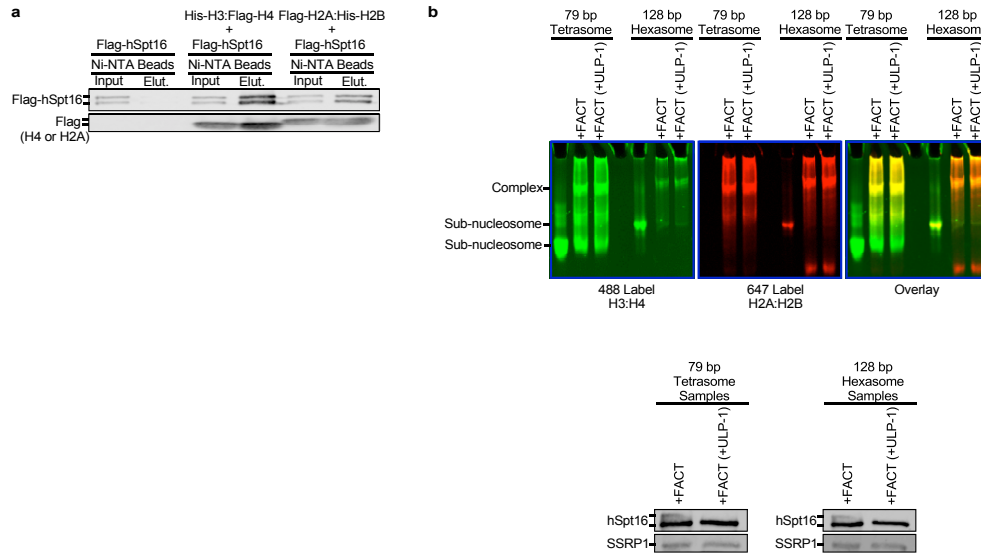 a
His-H3:Flag-H4 Flag-H2A:His-H2B
+ +
Flag-hSpt16 Flag-hSpt16 Flag-hSpt16
Ni-NTA Beads Ni-NTA Beads Ni-NTA Beads
Input Elut. Input Elut. Input Elut.
Flag-hSpt16
Flag
(H4 or H2A)
b
79 bp 128 bp 79 bp 128 bp 79 bp 128 bp
Tetrasome Hexasome Tetrasome Hexasome Tetrasome Hexasom
+FACT +FACT (+ULP-1) +FACT +FACT (+ULP-1) +FACT +FACT (+ULP-1) +FACT +FACT (+ULP-1) +FACT +FACT (+ULP-1) +FACT +FACT (+ULP-1)
Complex
Sub-nucleosome
Sub-nucleosome
488 Label 647 Label Overlay
H3:H4 H2A:H2B
79 bp 128 bp
Tetrasome Hexasome
Samples Samples
+FACT +FACT (+ULP-1) +FACT +FACT (+ULP-1)
hSpt16 hSpt16
SSRP1 SSRP1